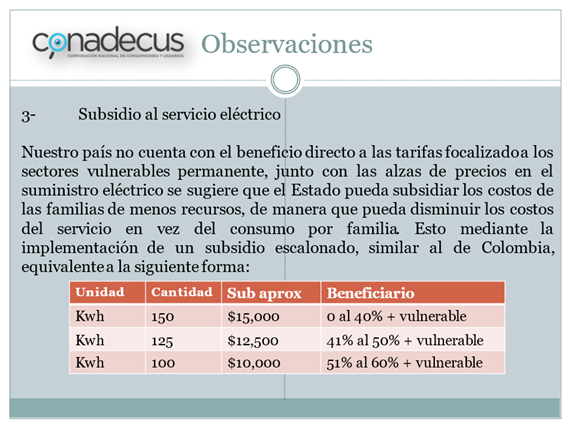 conadecus Observaciones
CORPORACIÓN NACIONAL DE CONSUMIDORES Y USUARIOS
3- Subsidio al servicio eléctrico
Nuestro país no cuenta con el beneficio directo a las tarifas focalizado a los
sectores vulnerables permanente, junto con las alzas de precios en el
suministro eléctrico se sugiere que el Estado pueda subsidiar los costos de
las familias de menos recursos, de manera que pueda disminuir los costos
del servicio en vez del consumo por familia. Esto mediante la
implementación de un subsidio escalonado, similar al de Colombia,
equivalente a la siguiente forma:
Unidad Cantidad Sub aprox Beneficiario
Kwh 150 $15,000 0 al 40% + vulnerable
Kwh 125 $12,500 41% al 50% + vulnerable
Kwh 100 $10,000 51% al 60% + vulnerable